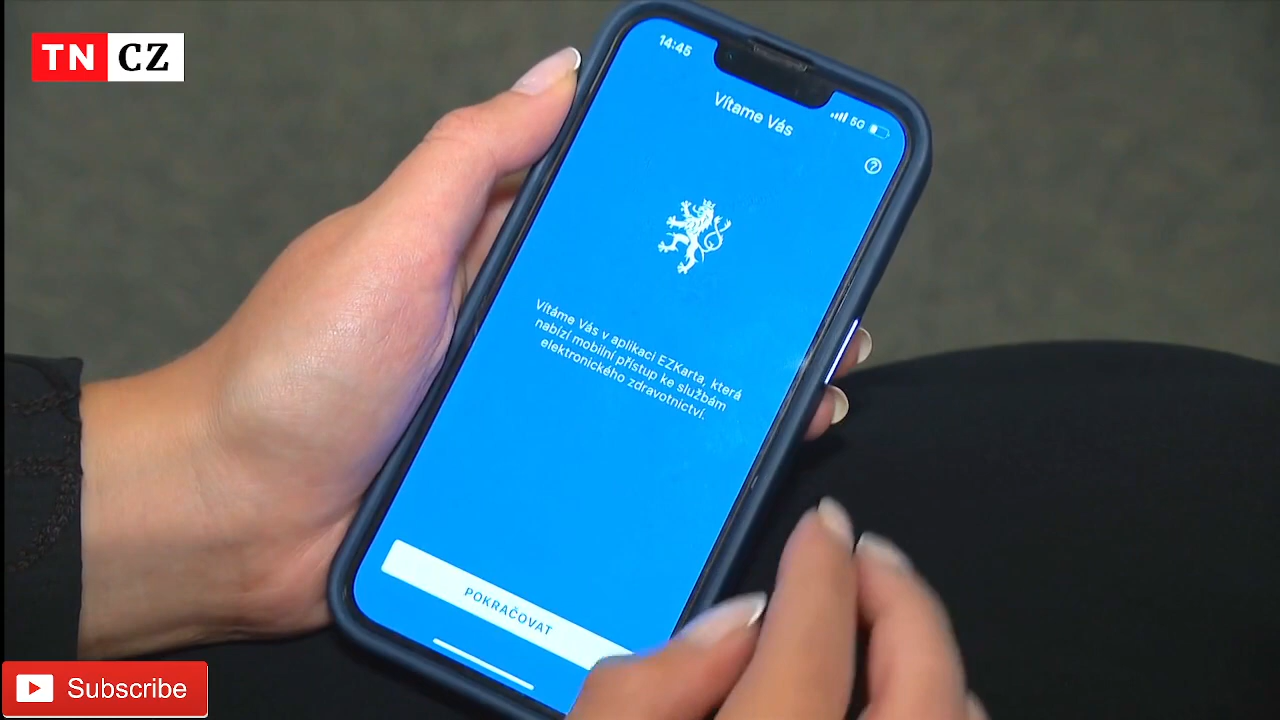 TN CZ
14:45
5G
Vítame Vás
?
Vítáme Vás v aplikaci EZKarta, která
nabízí mobilní přístup ke službám
elektronického zdravotnictví.
POKRAČOVAT
Subscribe